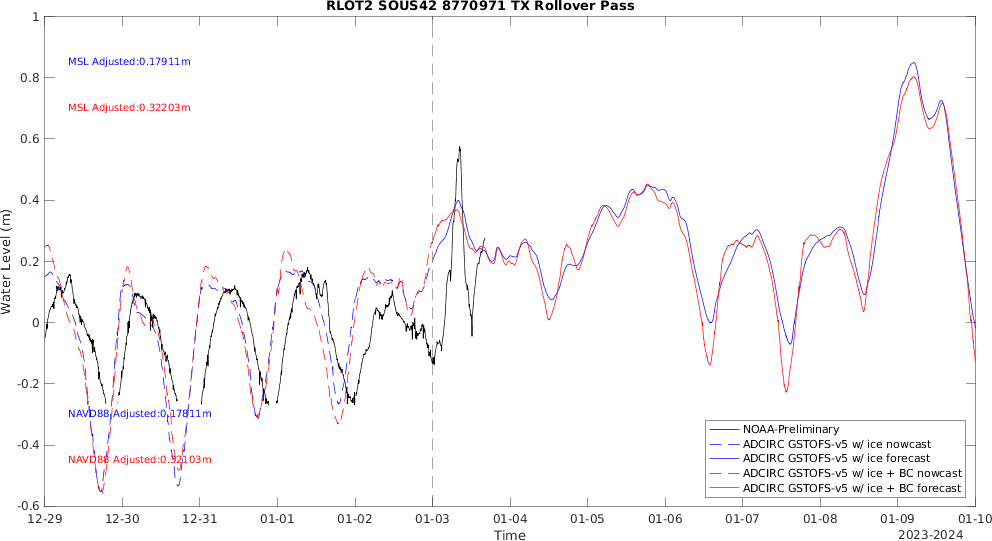 RLOT2 SOUS42 8770971 TX Rollover Pass
1
0.8
0.6
0.4
0.2
0
-0.2
-0.4
-0.6
Water Level (m)
MSL Adjusted:0.17911m
MSL Adjusted:0.32203m
NAVD88 Adjusted:0.17811m
NAVD88 Adjusted:0.32103m
NOAA-Preliminary
ADCIRC GSTOFS-v5 w/ ice nowcast
ADCIRC GSTOFS-v5 w/ ice forecast
ADCIRC GSTOFS-v5 w/ ice + BC nowcast
ADCIRC GSTOFS-v5 w/ ice + BC forecast
12-29 12-30 12-31 01-01 01-02 01-03 01-04 01-05 01-06 01-07 01-08 01-09 01-10
Time
2023-2024